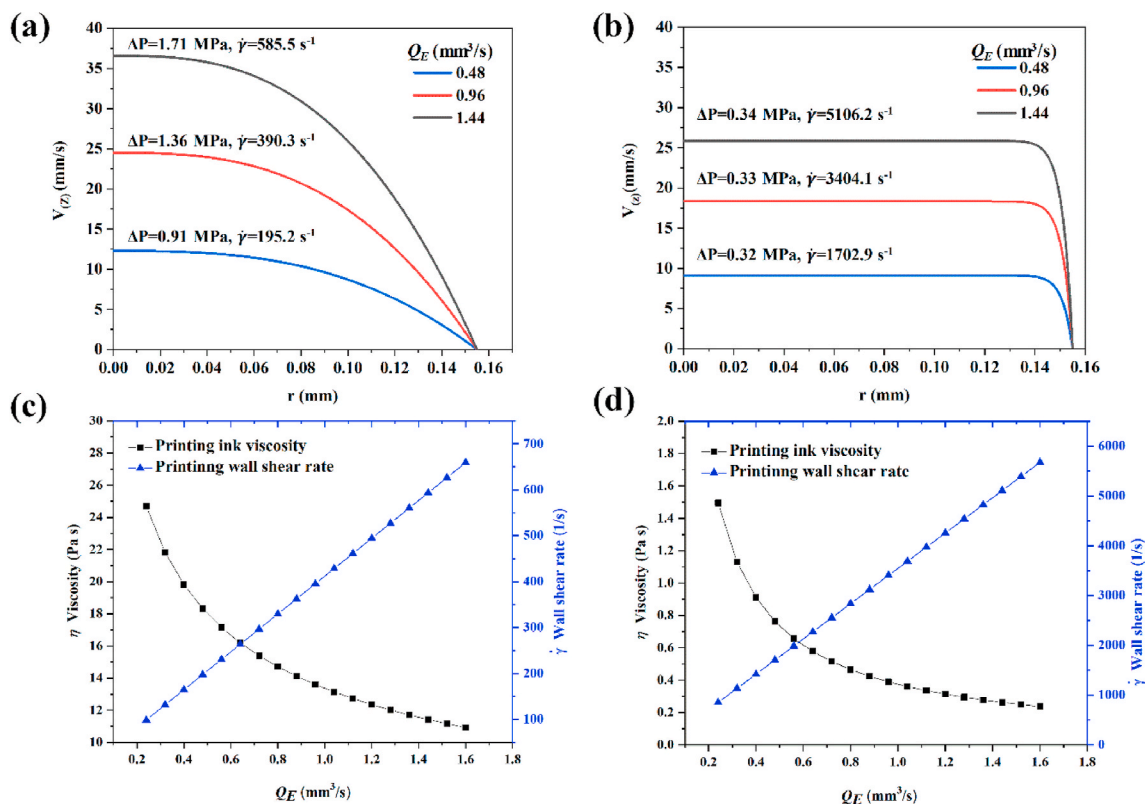 (a)
40
35
30
25
20
15
10
5
0
V(Z) (mm/s)
ΔP=1.71 MPa, γ̇=585.5 s⁻¹
ΔP=1.36 MPa, γ̇=390.3 s⁻¹
ΔP=0.91 MPa, γ̇=195.2 s⁻¹
Q_E (mm³/s)
0.48
0.96
1.44
0.00 0.02 0.04 0.06 0.08 0.10 0.12 0.14 0.16
r (mm)
(b)
40
35
30
25
20
15
10
5
0
V(z)(mm/s)
Q_E (mm³/s)
0.48
0.96
1.44
ΔP=0.34 MPa, γ̇=5106.2 s⁻¹
ΔP=0.33 MPa, γ̇=3404.1 s⁻¹
ΔP=0.32 MPa, γ̇=1702.9 s⁻¹
0.00 0.02 0.04 0.06 0.08 0.10 0.12 0.14 0.16
r (mm)
(c)
30
28
26
24
22
20
18
16
14
12
10
η Viscosity (Pa s)
Printing ink viscosity
Printinng wall shear rate
700
600
500
400
300
200
100
γ̇ Wall shear rate (1/s)
0.2 0.4 0.6 0.8 1.0 1.2 1.4 1.6 1.8
Q_E (mm³/s)
(d)
2.0
1.8
1.6
1.4
1.2
1.0
0.8
0.6
0.4
0.2
0.0
η Viscosity (Pa s)
Printing ink viscosity
Printinng wall shear rate
6000
5000
4000
3000
2000
1000
0
γ̇ Wall shear rate (1/s)
0.2 0.4 0.6 0.8 1.0 1.2 1.4 1.6 1.8
Q_E (mm³/s)